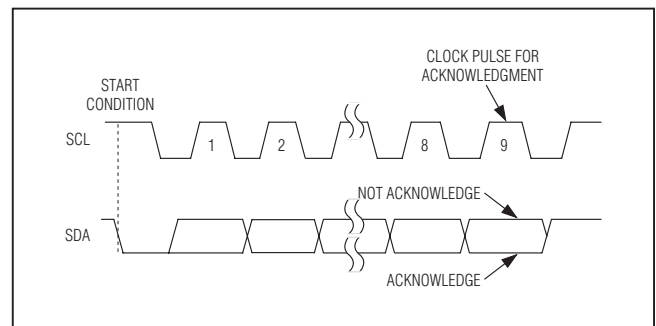 CLOCK PULSE FOR
ACKNOWLEDGMENT
START
CONDITION
SCL
1 2 8 9
NOT ACKNOWLEDGE
SDA
ACKNOWLEDGE